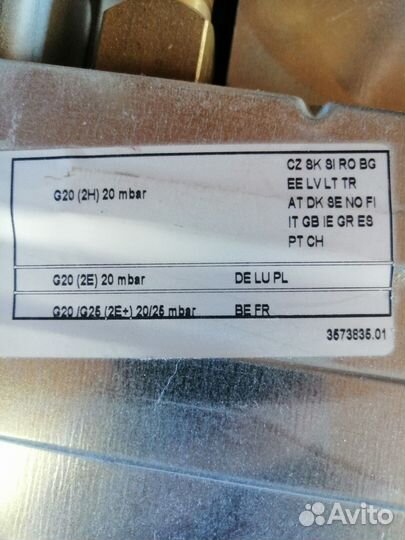 CZ SK SI RO BG
EE LV LT TR
G20 (2H) 20 mbar
AT DK SE NO FI
IT GB IE GR ES
PT CH
G20 (2E) 20 mbar DE LU PL
G20 /G25 (2E+) 20/25 mbar BE FR
3573835.01
Avito